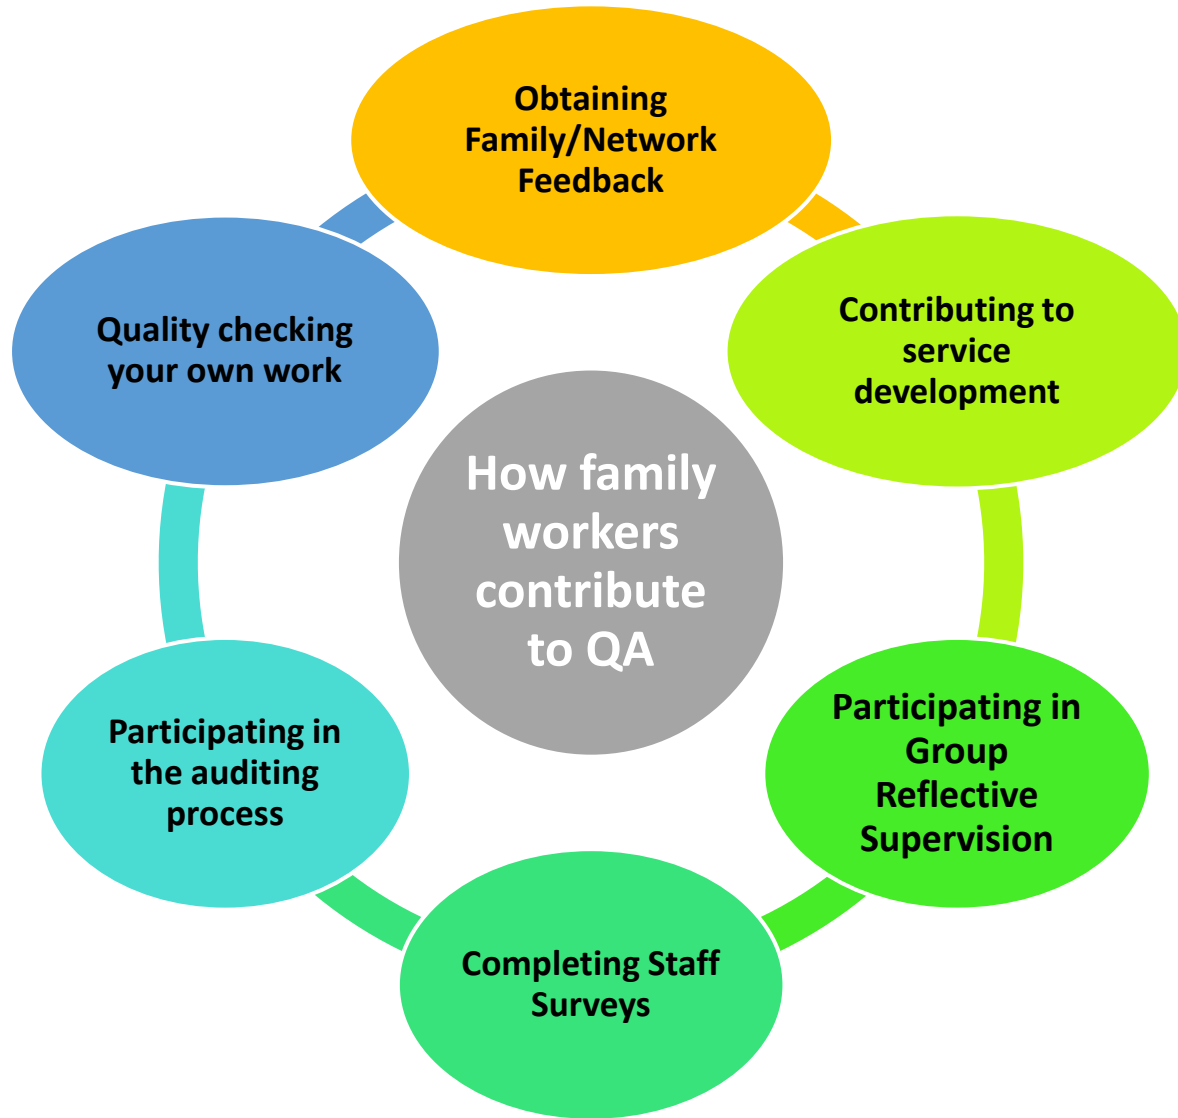 Obtaining
Family/Network
Feedback
Contributing to
service
development
Participating in
Group
Reflective
Supervision
Completing Staff
Surveys
Participating in
the auditing
process
Quality checking
your own work
How family
workers
contribute
to QA